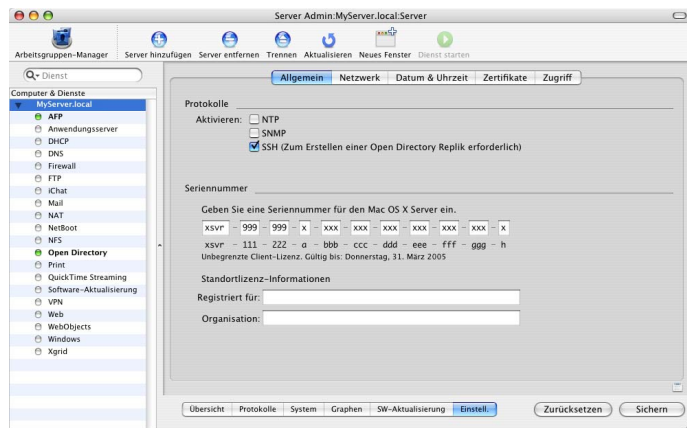 Server Admin:MyServer.local:Server
Arbeitsgruppen-Manager Server hinzufügen Server entfernen Trennen Aktualisieren Neues Fenster Dienst starten
Dienst
Computer & Dienste
MyServer.local
AFP
Anwendungsserver
DHCP
DNS
Firewall
FTP
iChat
Mail
NAT
NetBoot
NFS
Open Directory
Print
QuickTime Streaming
Software-Aktualisierung
VPN
Web
WebObjects
Windows
Xgrid
Allgemein Netzwerk Datum & Uhrzeit Zertifikate Zugriff
Protokolle
Aktivieren: NTP
SNMP
SSH (Zum Erstellen einer Open Directory Replik erforderlich)
Seriennummer
Geben Sie eine Seriennummer für den Mac OS X Server ein.
xsvr - 999 - 999 - x - xxx - xxx - xxx - xxx - xxx - xxx - x
xsvr - 111 - 222 - a - bbb - ccc - ddd - eee - fff - ggg - h
Unbegrenzte Client-Lizenz. Gültig bis: Donnerstag, 31. März 2005
Standortlizenz-Informationen
Registriert für:
Organisation:
Übersicht Protokolle System Graphen SW-Aktualisierung Einstell. Zurücksetzen Sichern